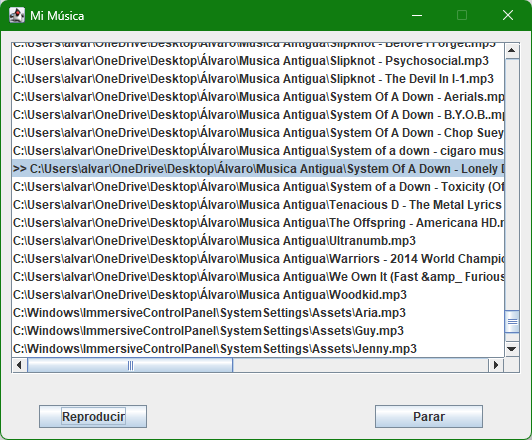 Mi Música
C:\Users\alvar\OneDrive\Desktop\Álvaro\Musica Antigua\Slipknot - Before I Forget.mp3
C:\Users\alvar\OneDrive\Desktop\Álvaro\Musica Antigua\Slipknot - Psychosocial.mp3
C:\Users\alvar\OneDrive\Desktop\Álvaro\Musica Antigua\Slipknot - The Devil In I-1.mp3
C:\Users\alvar\OneDrive\Desktop\Álvaro\Musica Antigua\System Of A Down - Aerials.mp
C:\Users\alvar\OneDrive\Desktop\Álvaro\Musica Antigua\System Of A Down - B.Y.O.B..mp
C:\Users\alvar\OneDrive\Desktop\Álvaro\Musica Antigua\System Of A Down - Chop Suey
C:\Users\alvar\OneDrive\Desktop\Álvaro\Musica Antigua\System of a down - cigaro mus
>> C:\Users\alvar\OneDrive\Desktop\Álvaro\Musica Antigua\System Of A Down - Lonely D
C:\Users\alvar\OneDrive\Desktop\Álvaro\Musica Antigua\System of a Down - Toxicity (Of
C:\Users\alvar\OneDrive\Desktop\Álvaro\Musica Antigua\Tenacious D - The Metal Lyrics
C:\Users\alvar\OneDrive\Desktop\Álvaro\Musica Antigua\The Offspring - Americana HD.m
C:\Users\alvar\OneDrive\Desktop\Álvaro\Musica Antigua\Ultranumb.mp3
C:\Users\alvar\OneDrive\Desktop\Álvaro\Musica Antigua\Warriors - 2014 World Champio
C:\Users\alvar\OneDrive\Desktop\Álvaro\Musica Antigua\We Own It (Fast &amp_ Furious
C:\Users\alvar\OneDrive\Desktop\Álvaro\Musica Antigua\Woodkid.mp3
C:\Windows\ImmersiveControlPanel\SystemSettings\Assets\Aria.mp3
C:\Windows\ImmersiveControlPanel\SystemSettings\Assets\Guy.mp3
C:\Windows\ImmersiveControlPanel\SystemSettings\Assets\Jenny.mp3
Reproducir
Parar